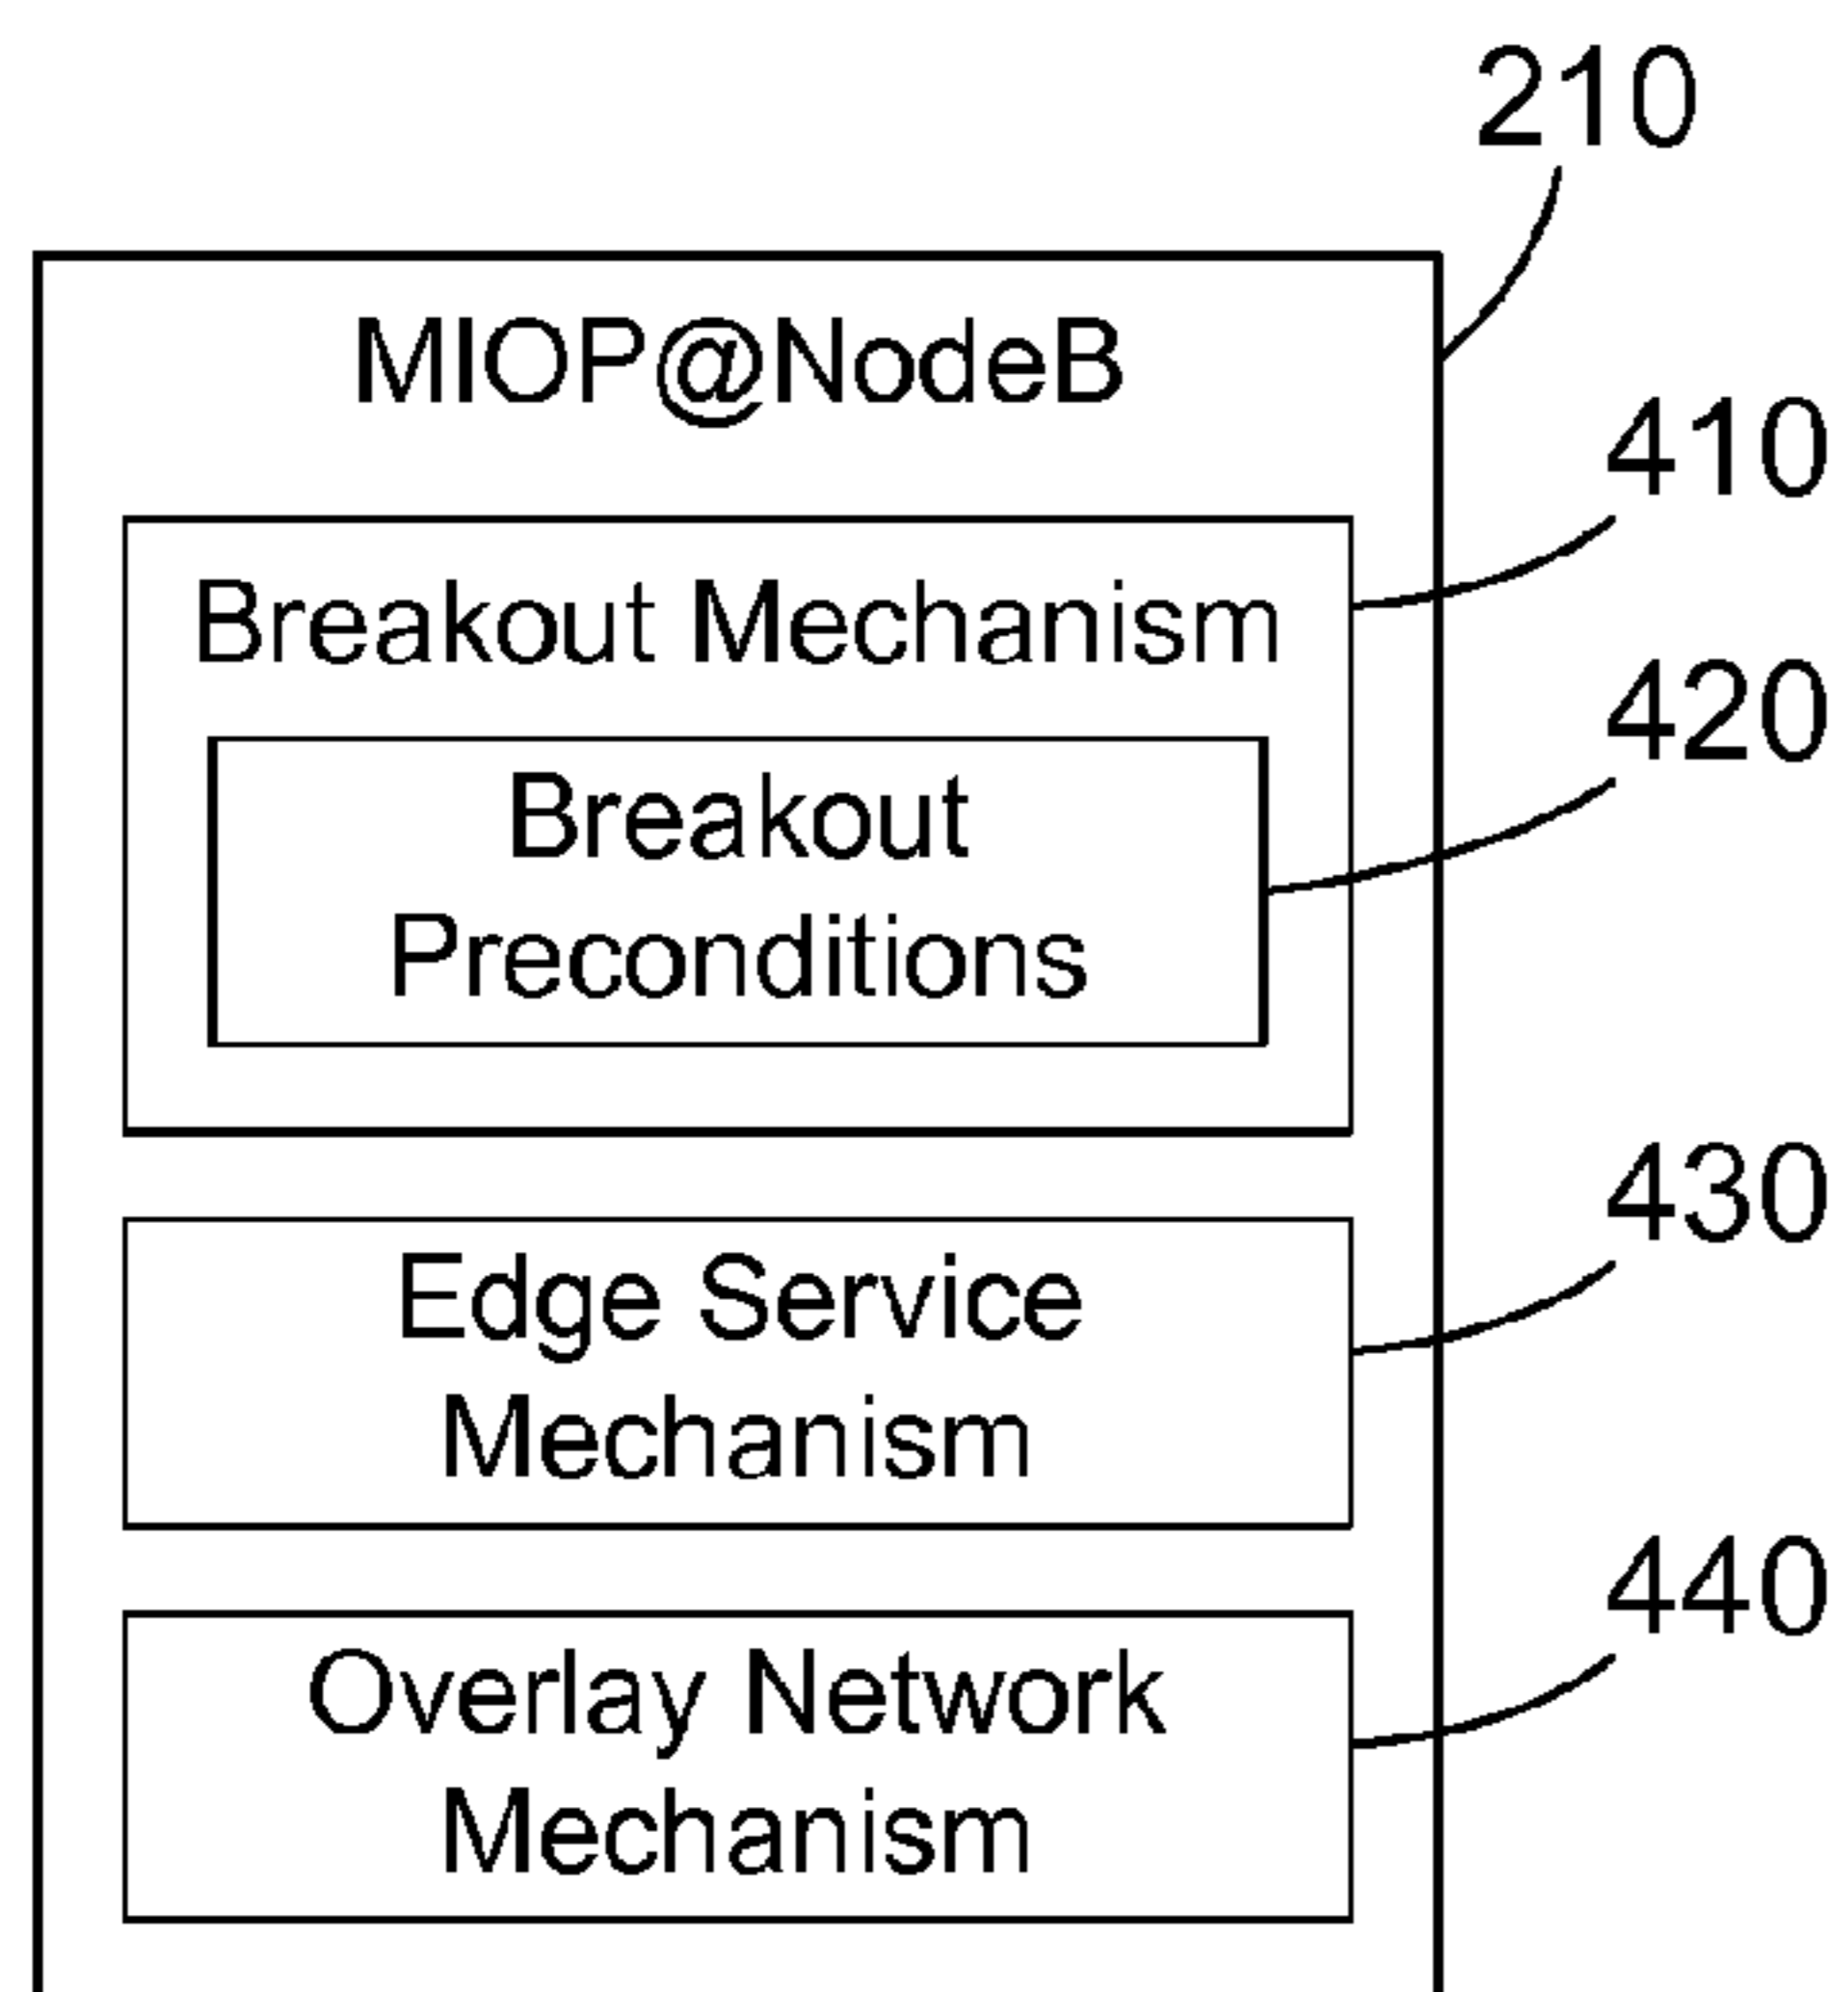 210
MIOP@NodeB
410
Breakout Mechanism
420
Breakout
Preconditions
430
Edge Service
Mechanism
440
Overlay Network
Mechanism